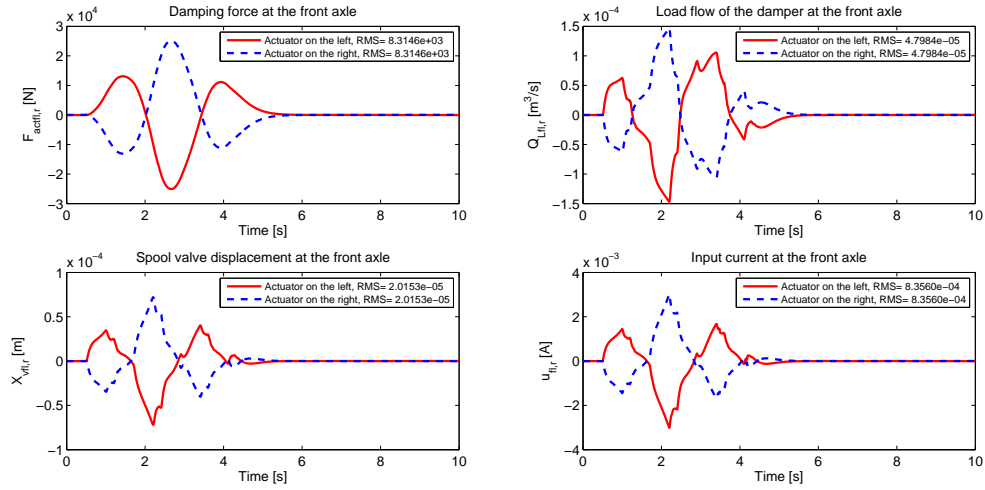 Damping force at the front axle
x 10^4
Actuator on the left, RMS= 8.3146e+03
Actuator on the right, RMS= 8.3146e+03
F_actfl,r [N]
3
2
1
0
−1
−2
−3
0 2 4 6 8 10
Time [s]
Load flow of the damper at the front axle
x 10^−4
Actuator on the left, RMS= 4.7984e−05
Actuator on the right, RMS= 4.7984e−05
Q_Lfl,r [m^3/s]
1.5
1
0.5
0
−0.5
−1
−1.5
0 2 4 6 8 10
Time [s]
Spool valve displacement at the front axle
x 10^−4
Actuator on the left, RMS= 2.0153e−05
Actuator on the right, RMS= 2.0153e−05
X_vfl,r [m]
1
0.5
0
−0.5
−1
0 2 4 6 8 10
Time [s]
Input current at the front axle
x 10^−3
Actuator on the left, RMS= 8.3560e−04
Actuator on the right, RMS= 8.3560e−04
u_fl,r [A]
4
2
0
−2
−4
0 2 4 6 8 10
Time [s]